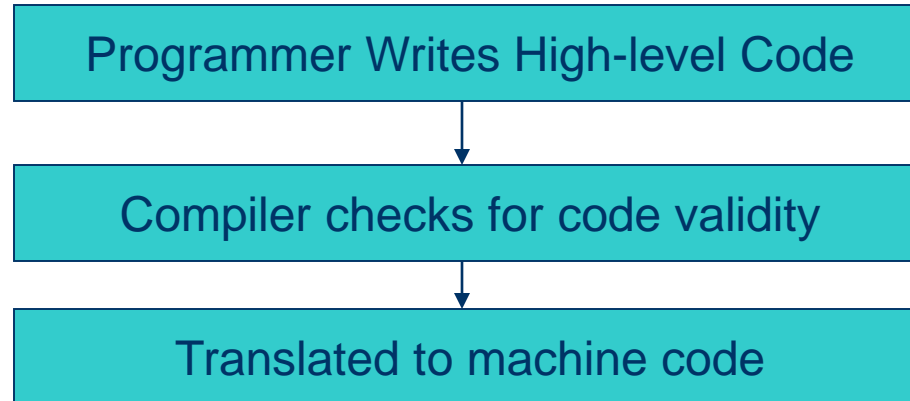 Programmer Writes High-level Code
Compiler checks for code validity
Translated to machine code